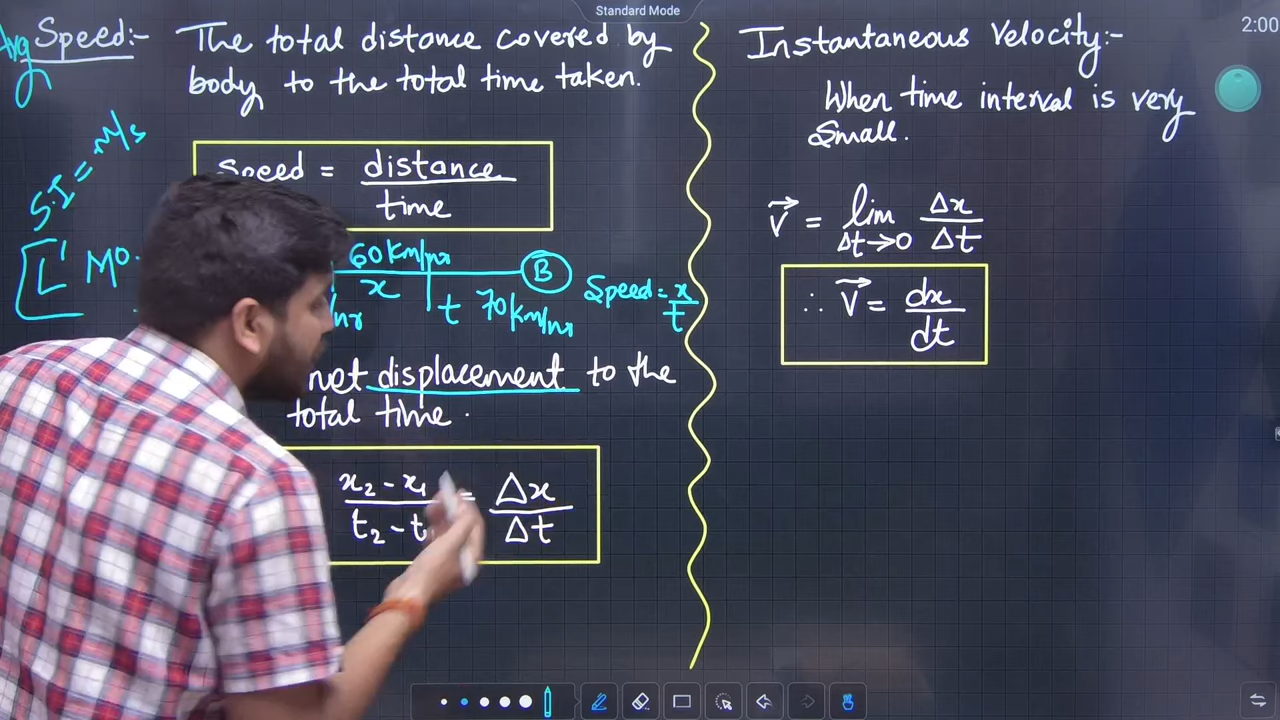 Standard Mode
2:00
Avg Speed:- The total distance covered by
body to the total time taken.
S.I = m/s
Speed = distance / time
[L¹ M⁰
60 km/hr
B
x
t
70 km/hr
Speed = x/t
net displacement to the
total time.
x₂ - x₁ / t₂ - t = Δx / Δt
Instantaneous Velocity:-
When time interval is very
Small.
V⃗ = lim Δt→0 Δx / Δt
∴ V⃗ = dx / dt